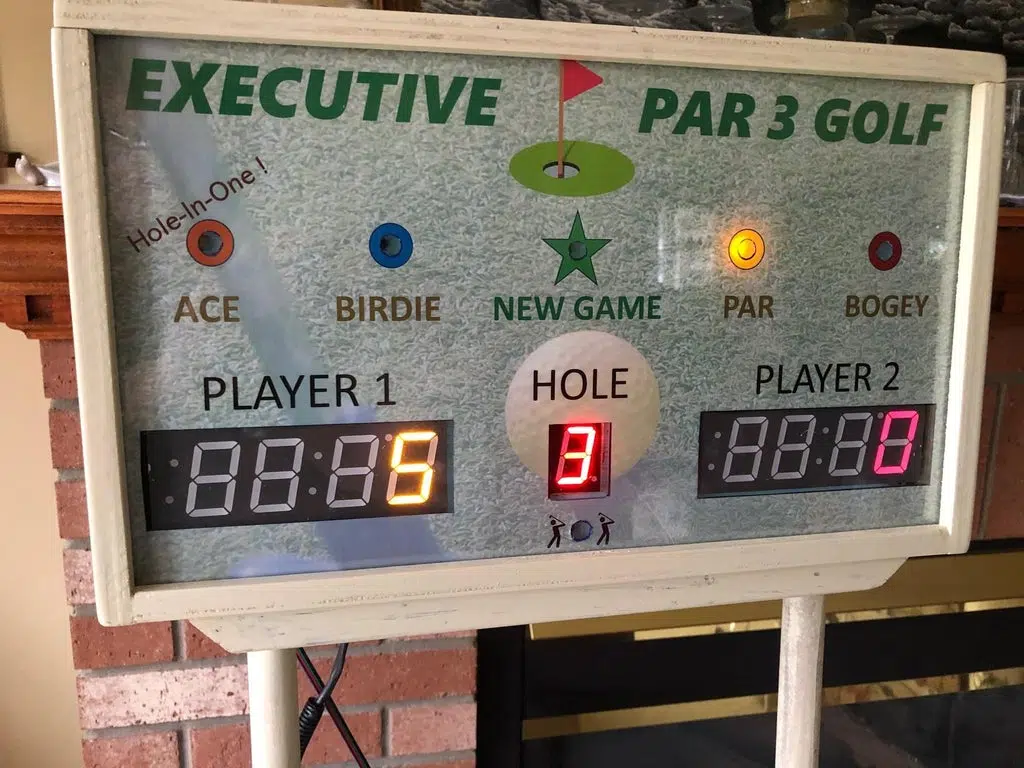 EXECUTIVE PAR 3 GOLF
Hole-In-One !
ACE BIRDIE NEW GAME PAR BOGEY
PLAYER 1 HOLE PLAYER 2
5 3 0